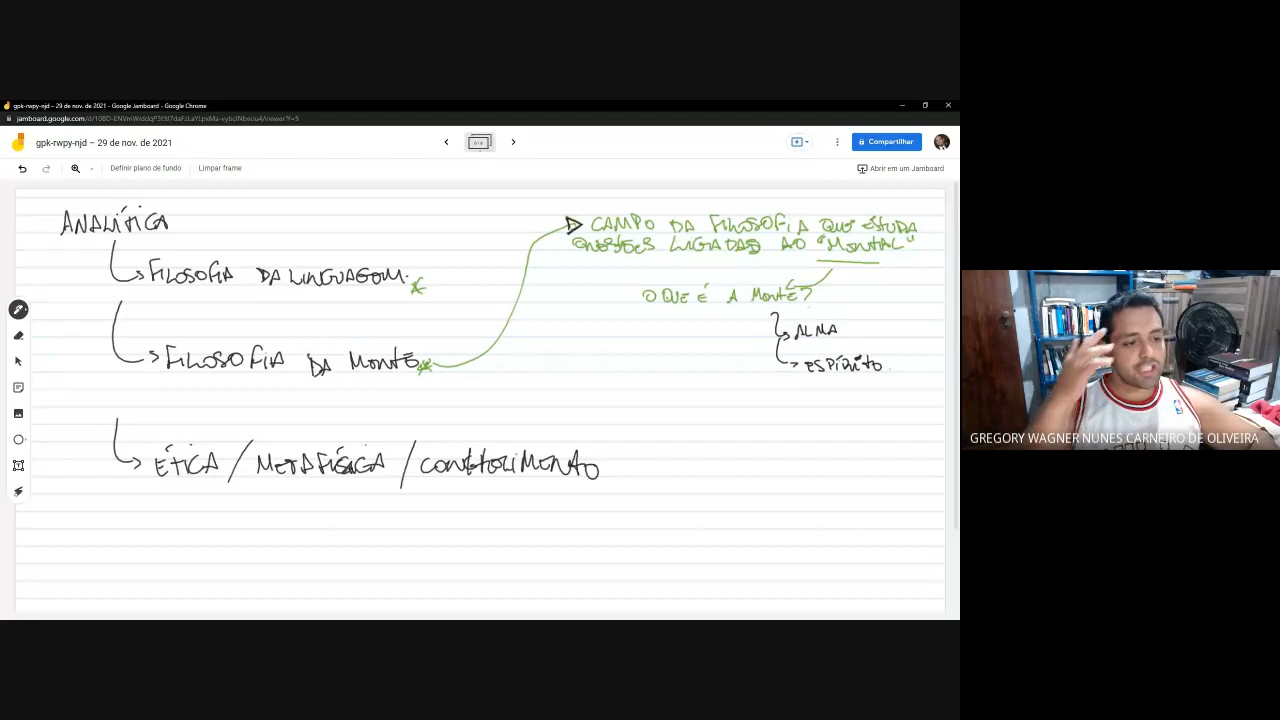 gpk-rwpy-njd – 29 de nov. de 2021 - Google Jamboard - Google Chrome
gpk-rwpy-njd – 29 de nov. de 2021
Compartilhar
Definir plano de fundo
Limpar frame
Abrir em um Jamboard
ANALÍTICA
FILOSOFIA DA LINGUAGEM.
FILOSOFIA DA MENTE
ÉTICA / METAFÍSICA / CONHECIMENTO
CAMPO DA FILOSOFIA QUE ESTUDA
QUESTÕES LIGADAS AO "MENTAL"
O QUE É A MENTE?
ALMA
ESPÍRITO
GREGORY WAGNER NUNES CARNEIRO DE OLIVEIRA